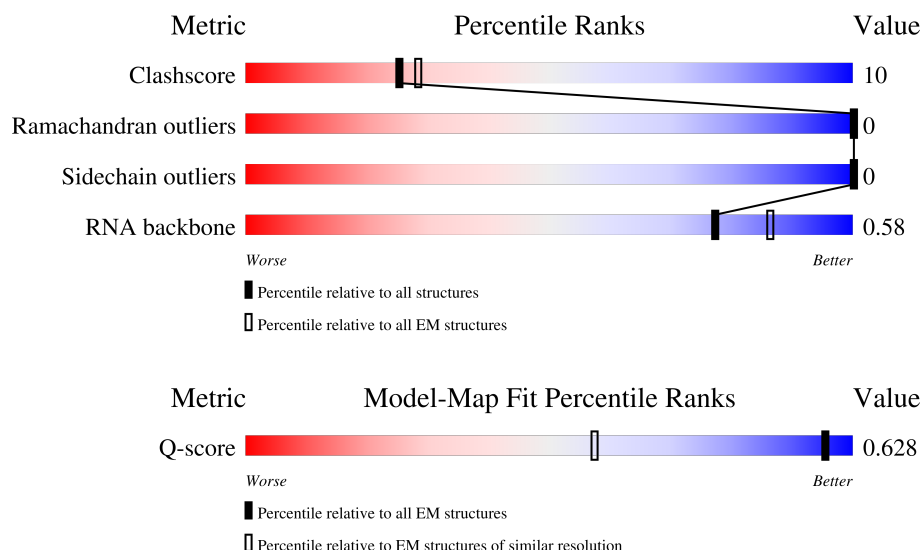 Metric Percentile Ranks Value
Clashscore 10
Ramachandran outliers 0
Sidechain outliers 0
RNA backbone 0.58
Worse Better
Percentile relative to all structures
Percentile relative to all EM structures
Metric Model-Map Fit Percentile Ranks Value
Q-score 0.628
Worse Better
Percentile relative to all EM structures
Percentile relative to EM structures of similar resolution